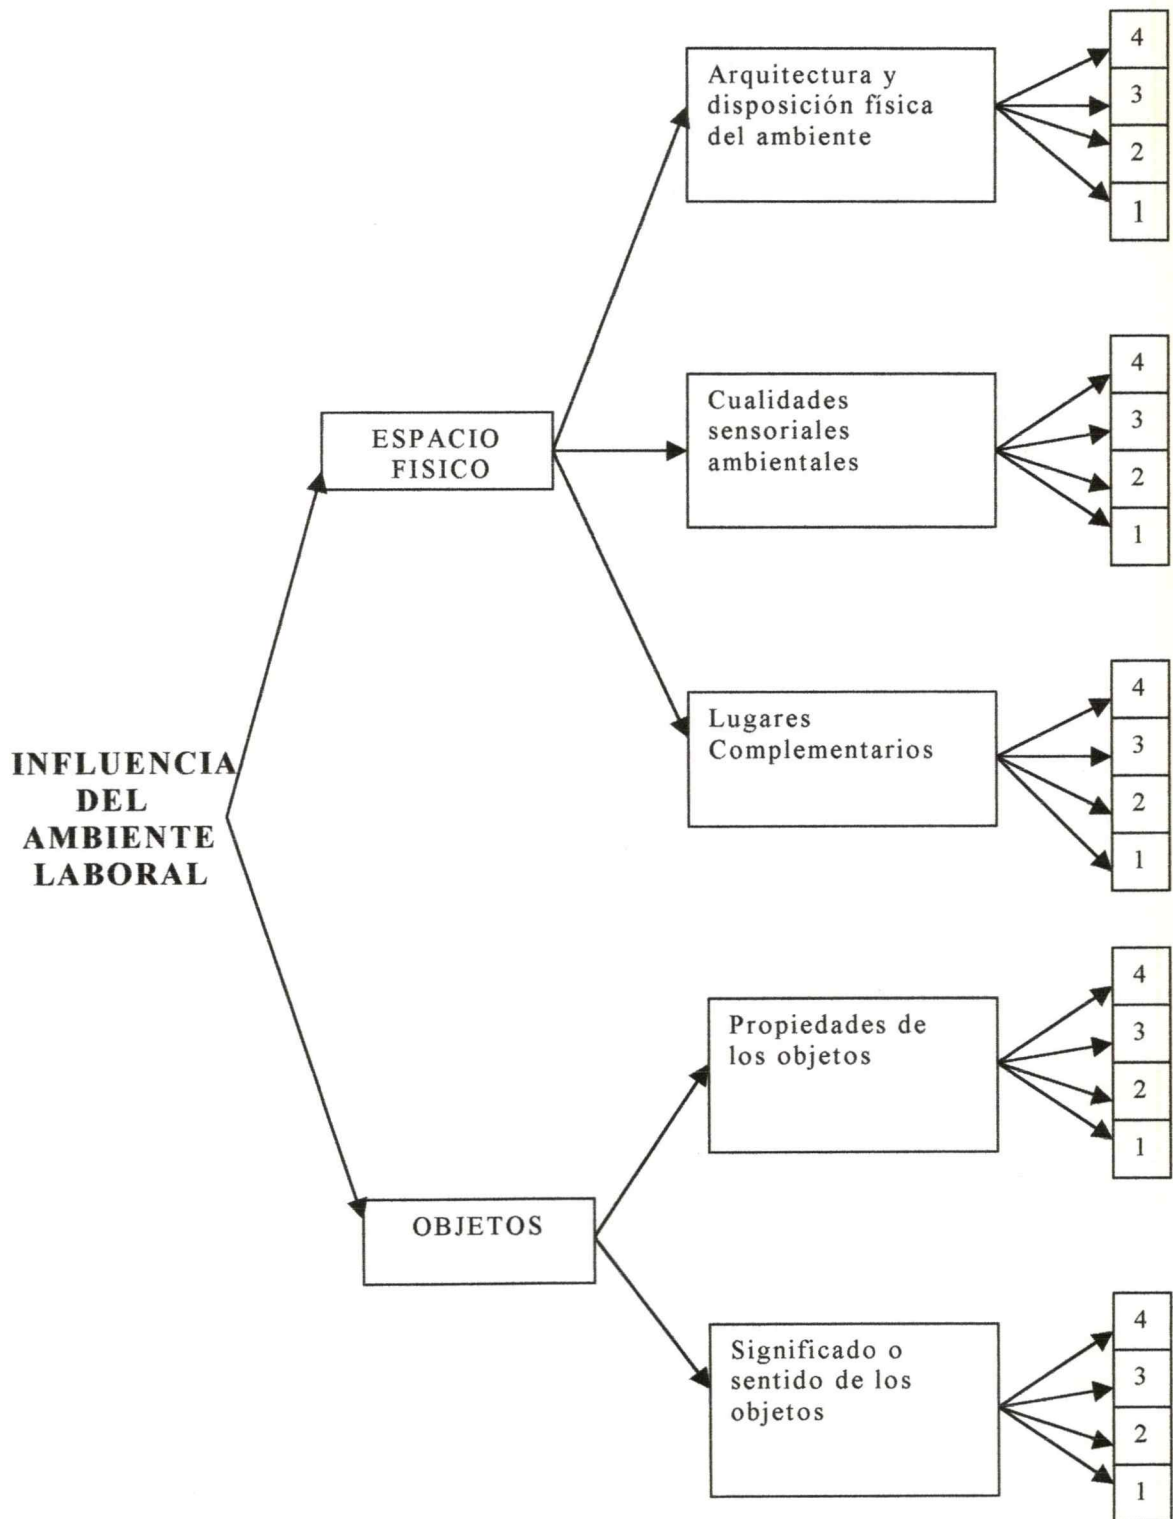 INFLUENCIA
DEL
AMBIENTE
LABORAL
ESPACIO
FISICO
Arquitectura y
disposición física
del ambiente
4
3
2
1
Cualidades
sensoriales
ambientales
4
3
2
1
Lugares
Complementarios
4
3
2
1
OBJETOS
Propiedades de
los objetos
4
3
2
1
Significado o
sentido de los
objetos
4
3
2
1